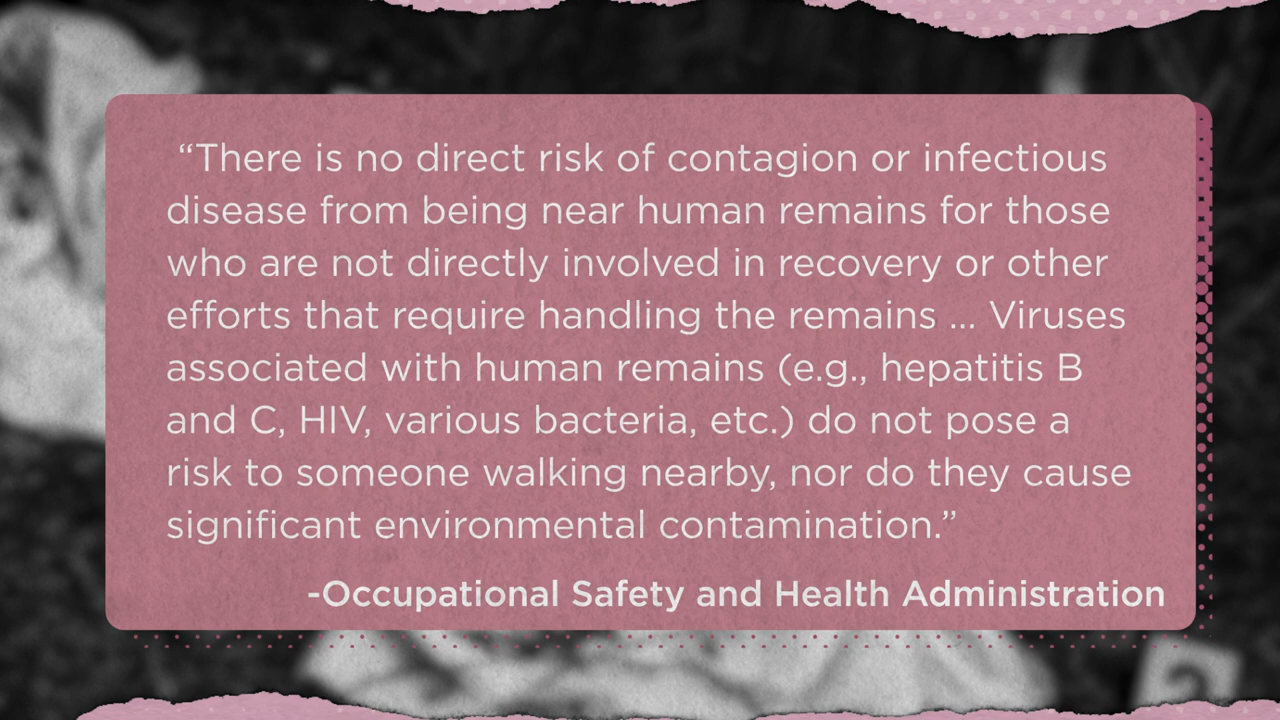 “There is no direct risk of contagion or infectious
disease from being near human remains for those
who are not directly involved in recovery or other
efforts that require handling the remains ... Viruses
associated with human remains (e.g., hepatitis B
and C, HIV, various bacteria, etc.) do not pose a
risk to someone walking nearby, nor do they cause
significant environmental contamination.”
-Occupational Safety and Health Administration
2